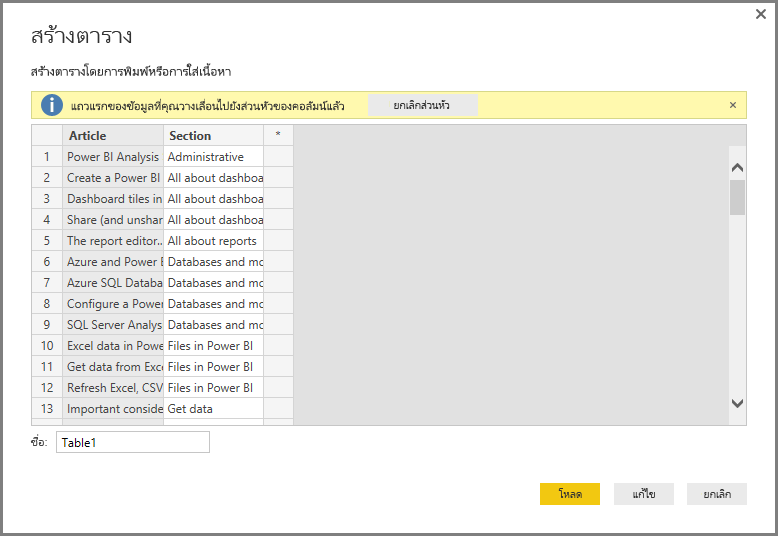 สร้างตาราง
สร้างตารางโดยการพิมพ์หรือการใส่เนื้อหา
แถวแรกของข้อมูลที่คุณวางเลื่อนไปยังส่วนหัวของคอลัมน์แล้ว ยกเลิกส่วนหัว
Article Section *
1 Power BI Analysis Administrative
2 Create a Power BI All about dashboa
3 Dashboard tiles in All about dashboa
4 Share (and unshar All about dashboa
5 The report editor.. All about reports
6 Azure and Power B Databases and mo
7 Azure SQL Databa Databases and mo
8 Configure a Power Databases and mo
9 SQL Server Analys Databases and mo
10 Excel data in Powe Files in Power BI
11 Get data from Exce Files in Power BI
12 Refresh Excel, CSV Files in Power BI
13 Important conside Get data
ชื่อ: Table1
โหลด แก้ไข ยกเลิก